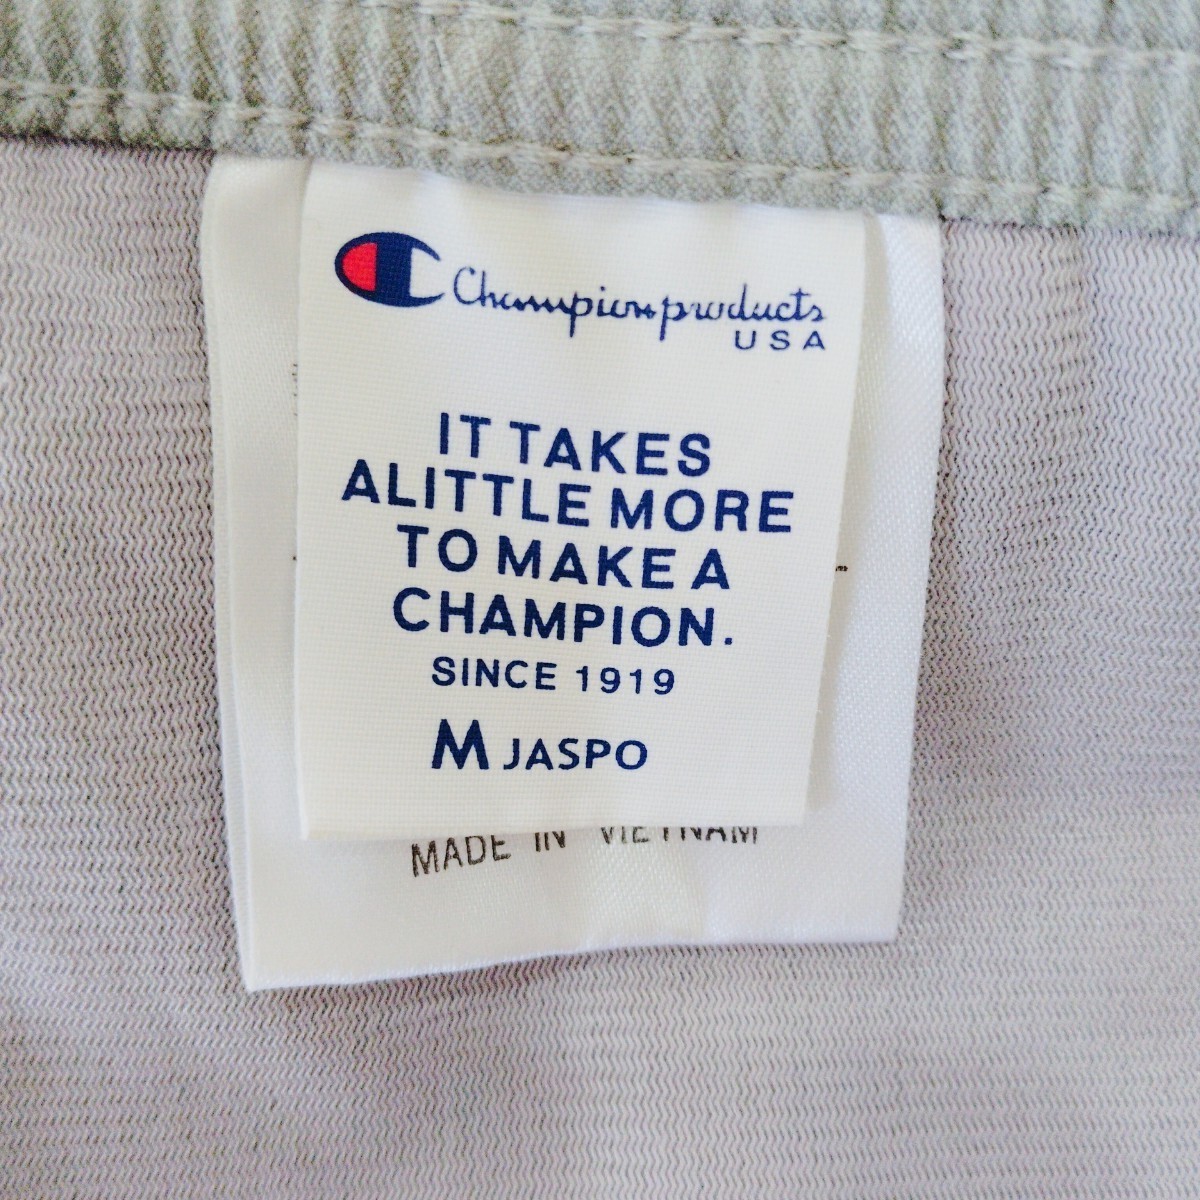 Champion products
USA
IT TAKES
ALITTLE MORE
TO MAKE A
CHAMPION.
SINCE 1919
M JASPO
MADE IN VIETNAM